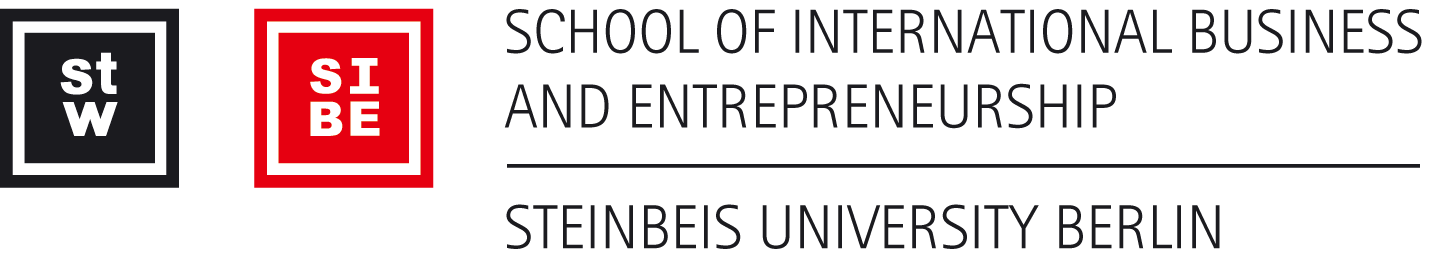 st
w
SI
BE
SCHOOL OF INTERNATIONAL BUSINESS
AND ENTREPRENEURSHIP
STEINBEIS UNIVERSITY BERLIN